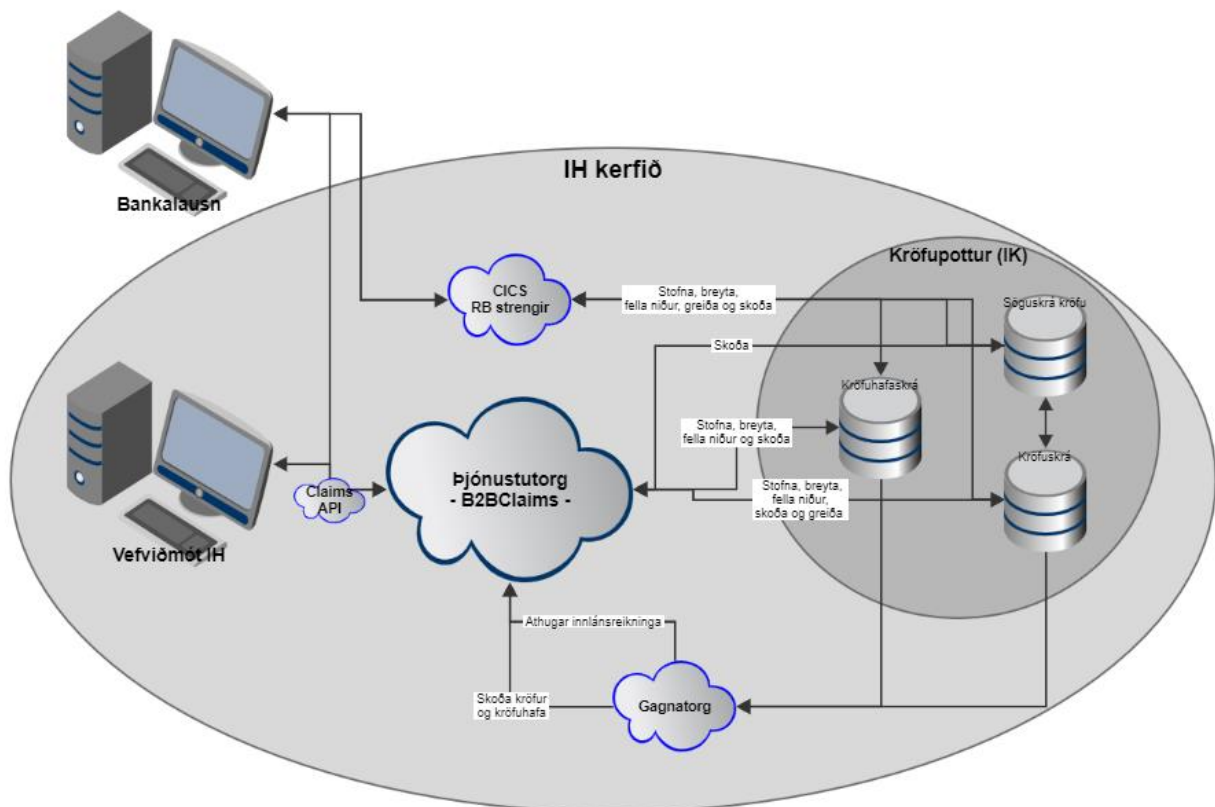 Bankalausn
IH kerfið
Kröfupottur (IK)
CICS
RB strengir
Stofna, breyta,
fella niður, greiða og skoða
Söguskrá kröfu
Skoða
Kröfuhafaskrá
Stofna, breyta,
fella niður og skoða
Kröfuskrá
Þjónustutorg
- B2BClaims -
Stofna, breyta,
fella niður,
skoða og greiða
Claims
API
Vefviðmót IH
Athugar innlánsreikninga
Skoða kröfur
og kröfuhafa
Gagnatorg